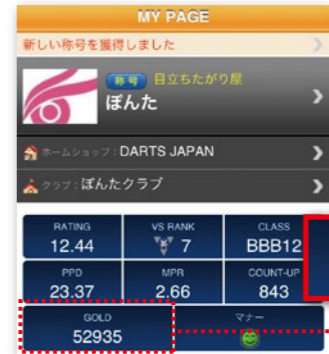 MY PAGE
新しい称号を獲得しました
称号 目立ちたがり屋
ぽんた
ホームショップ：DARTS JAPAN
クラブ：ぽんたクラブ
RATING VS RANK CLASS
12.44 7 BBB12
PPD MPR COUNT-UP
23.37 2.66 843
GOLD マナー
52935